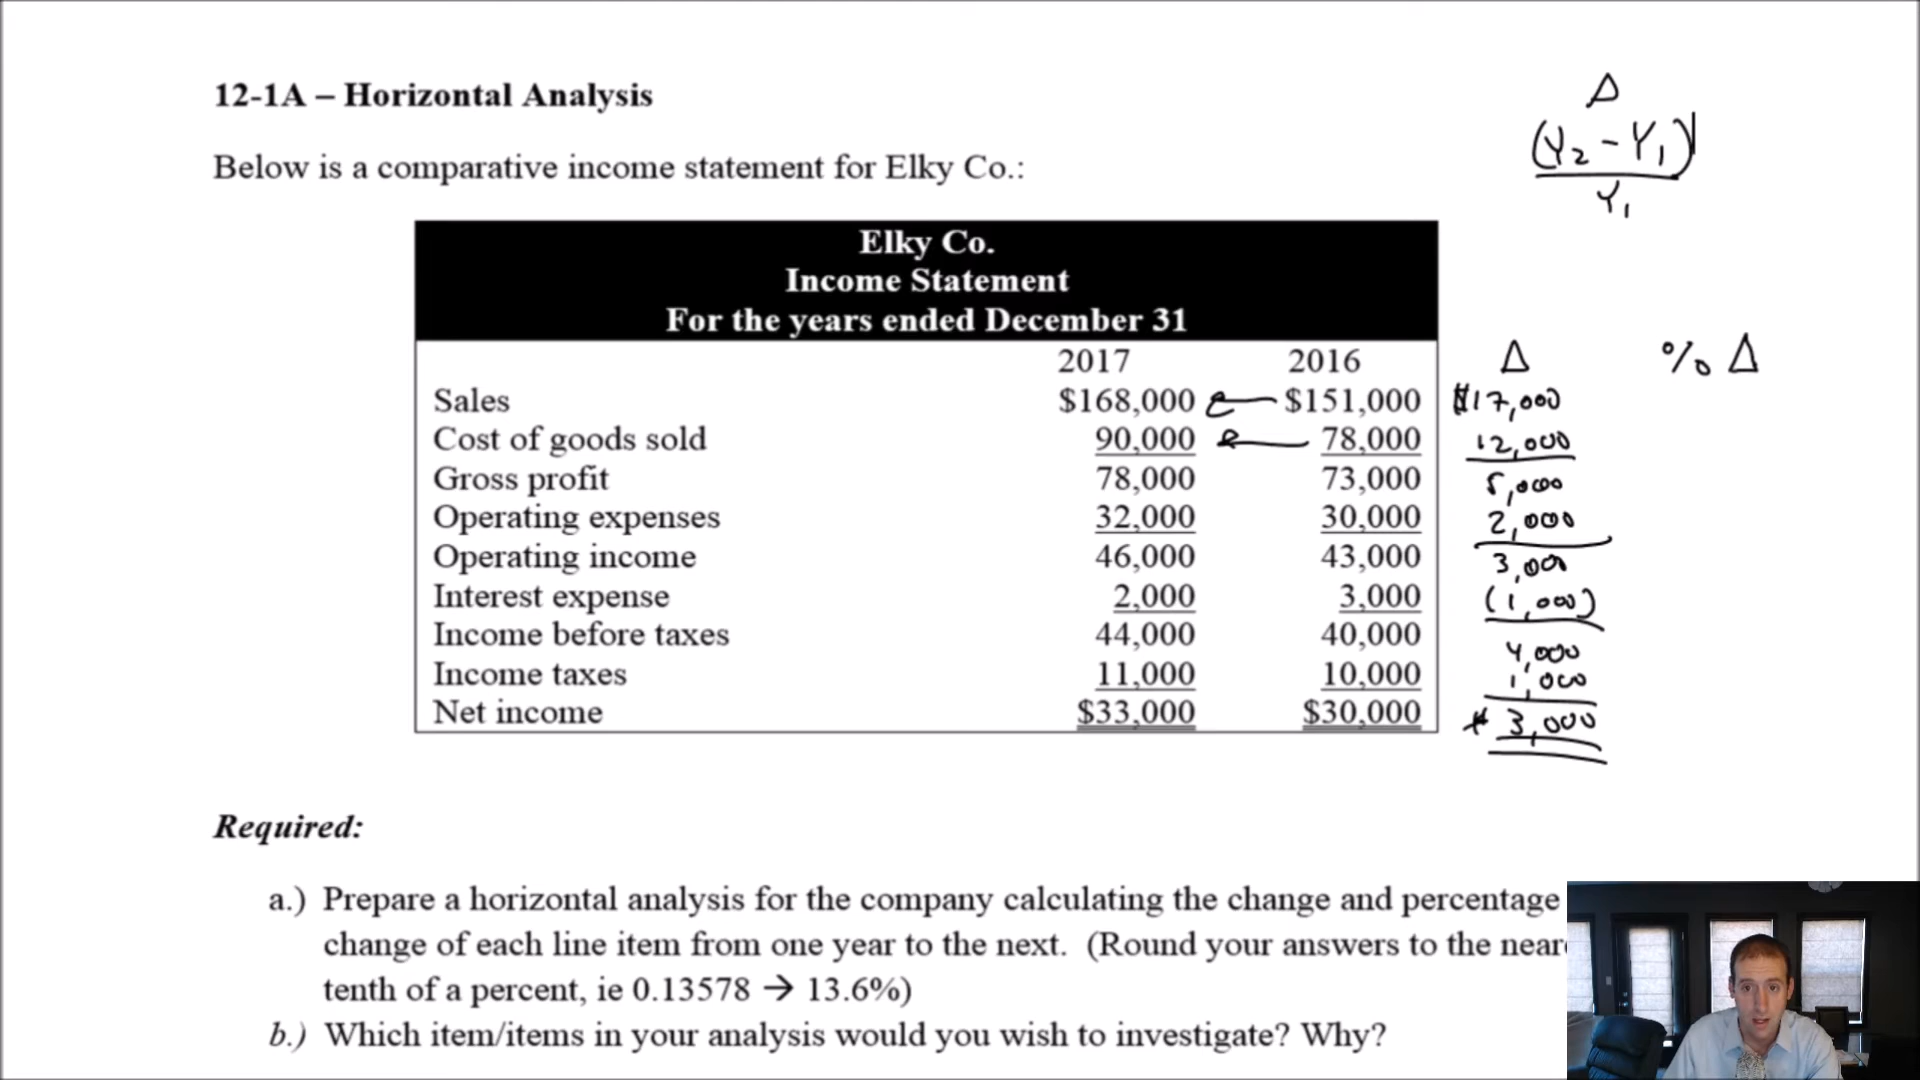 12-1A – Horizontal Analysis
Δ
(Y2 - Y1)
Y1
Below is a comparative income statement for Elky Co.:
Elky Co.
Income Statement
For the years ended December 31
2017 2016 Δ % Δ
Sales $168,000 $151,000 $17,000
Cost of goods sold 90,000 78,000 12,000
Gross profit 78,000 73,000 5,000
Operating expenses 32,000 30,000 2,000
Operating income 46,000 43,000 3,000
Interest expense 2,000 3,000 (1,000)
Income before taxes 44,000 40,000 4,000
Income taxes 11,000 10,000 1,000
Net income $33,000 $30,000 $ 3,000
Required:
a.) Prepare a horizontal analysis for the company calculating the change and percentage
change of each line item from one year to the next. (Round your answers to the
tenth of a percent, ie 0.13578 → 13.6%)
b.) Which item/items in your analysis would you wish to investigate? Why?